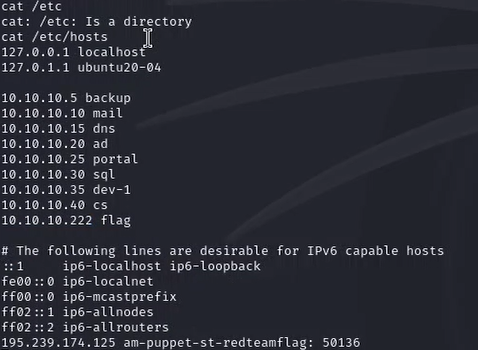 cat /etc
cat: /etc: Is a directory
cat /etc/hosts
127.0.0.1 localhost
127.0.1.1 ubuntu20-04
10.10.10.5 backup
10.10.10.10 mail
10.10.10.15 dns
10.10.10.20 ad
10.10.10.25 portal
10.10.10.30 sql
10.10.10.35 dev-1
10.10.10.40 cs
10.10.10.222 flag
# The following lines are desirable for IPv6 capable hosts
::1     ip6-localhost ip6-loopback
fe00::0 ip6-localnet
ff00::0 ip6-mcastprefix
ff02::1 ip6-allnodes
ff02::2 ip6-allrouters
195.239.174.125 am-puppet-st-redteamflag: 50136